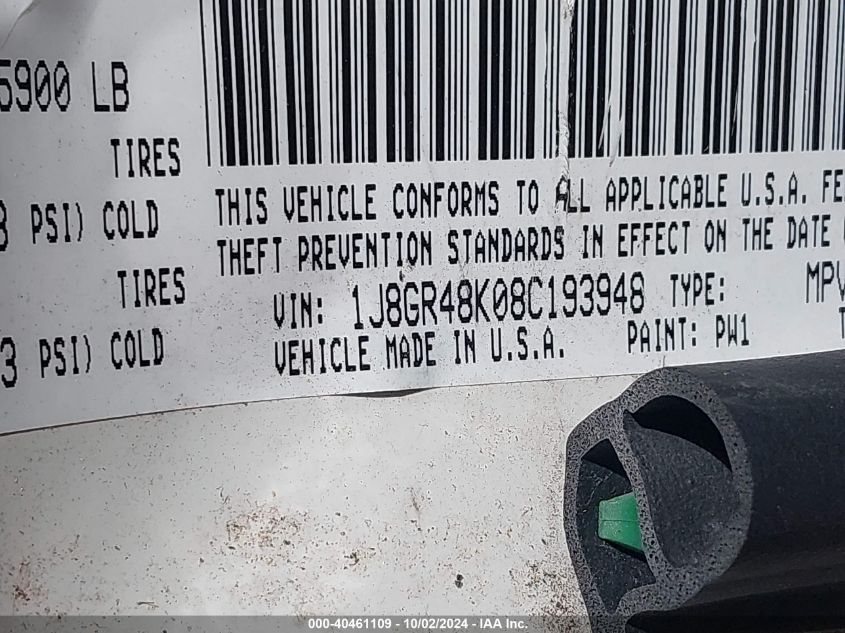 5900 LB
TIRES
THIS VEHICLE CONFORMS TO ALL APPLICABLE U.S.A.
PSI) COLD
THEFT PREVENTION STANDARDS IN EFFECT ON THE DATE
TIRES
VIN: 1J8GR48K08C193948 TYPE: MPV
3 PSI) COLD
VEHICLE MADE IN U.S.A. PAINT: PW1
000-40461109 - 10/02/2024 - IAA Inc.